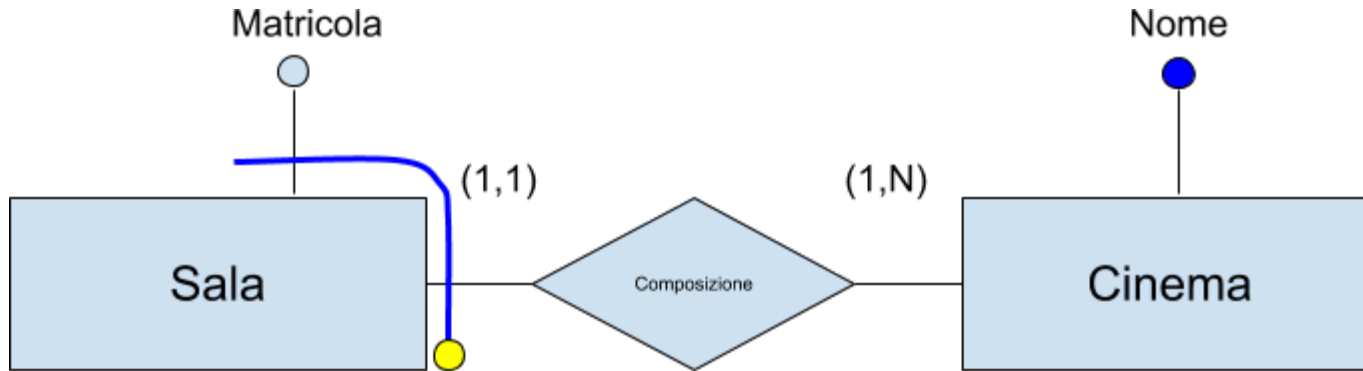 Matricola
Nome
(1,1)
(1,N)
Sala
Composizione
Cinema